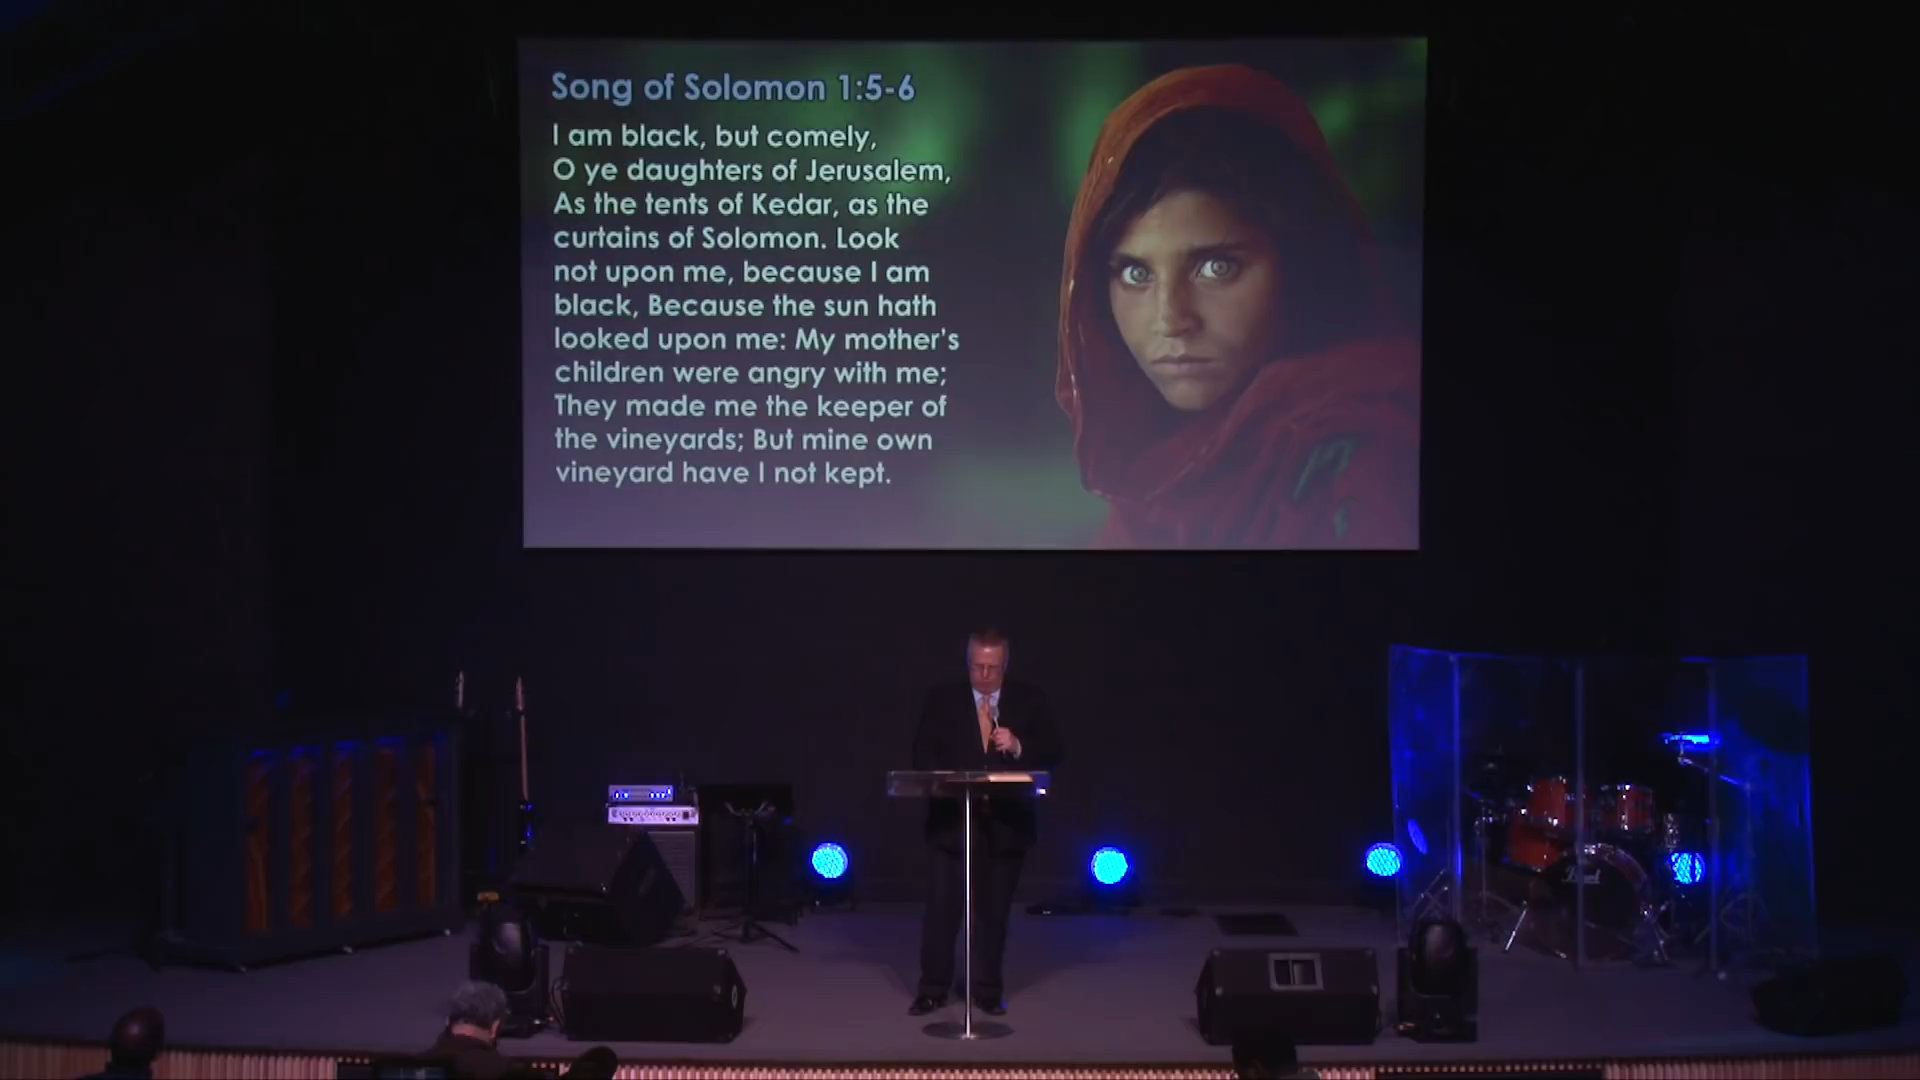 Song of Solomon 1:5-6
I am black, but comely,
O ye daughters of Jerusalem,
As the tents of Kedar, as the
curtains of Solomon. Look
not upon me, because I am
black, Because the sun hath
looked upon me: My mother's
children were angry with me;
They made me the keeper of
the vineyards; But mine own
vineyard have I not kept.
Pearl